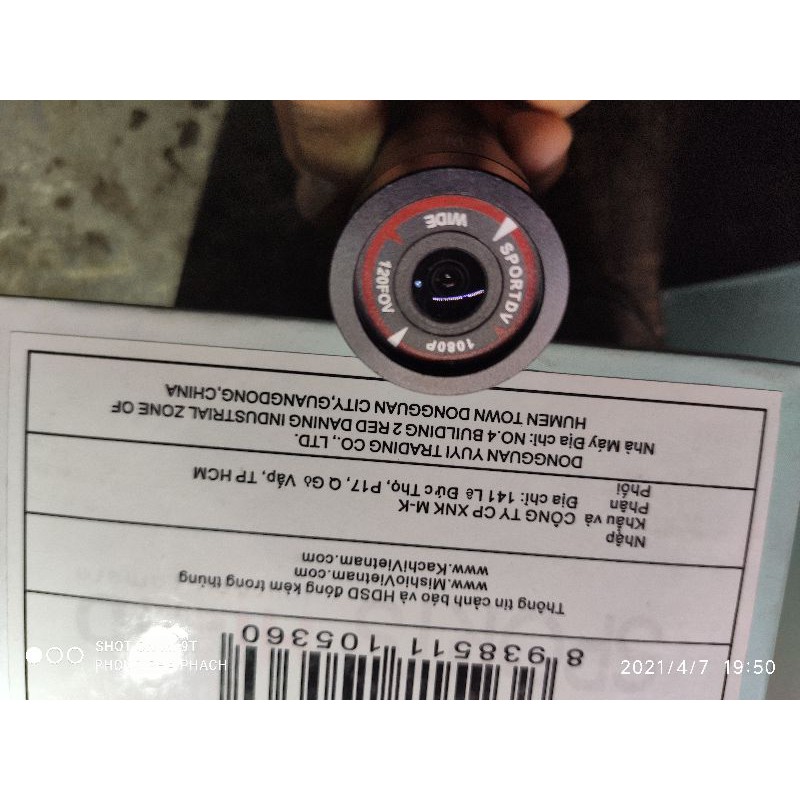 8 938511 105360
Thông tin cảnh báo và HDSD đóng kèm trong thùng
www.MishioVietnam.com
www.KachiVietnam.com
Nhập
Khẩu và CÔNG TY CP XNK M-K
Phân Địa chỉ: 141 Lê Đức Thọ, P17, Q Gò Vấp, TP HCM
Phối
DONGGUAN YUYI TRADING CO., LTD.
Nhà Máy Địa chỉ: NO.4 BUILDING 2 RED DANING INDUSTRIAL ZONE OF
HUMEN TOWN DONGGUAN CITY,GUANGDONG,CHINA
WIDE
SPORTDV
1080P
120FOV
SHOT 9T
PHACH
2021/4/7 19:50